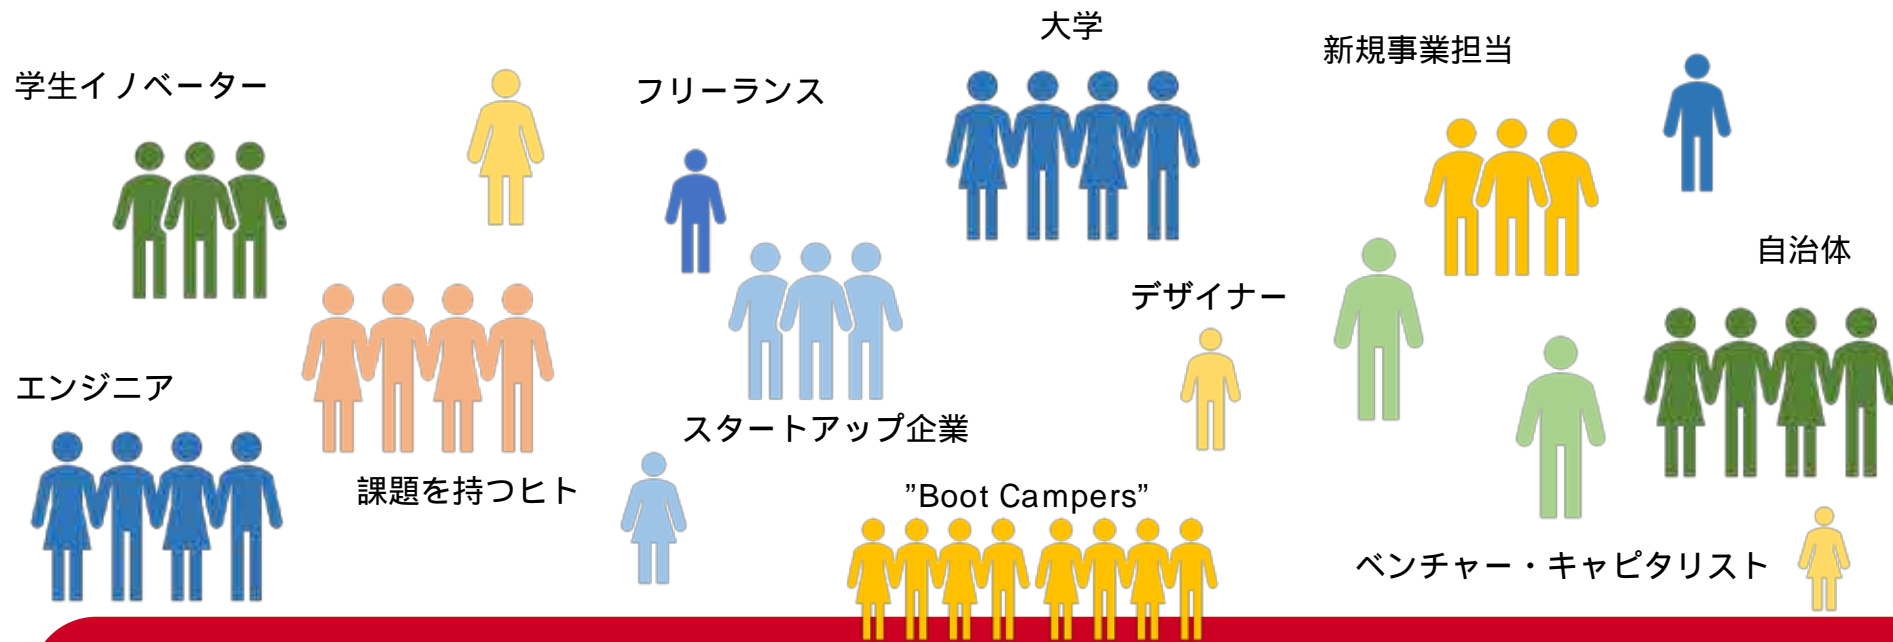 大学
新規事業担当
学生イノベーター
フリーランス
自治体
デザイナー
エンジニア
スタートアップ企業
課題を持つヒト
”Boot Campers”
ベンチャー・キャピタリスト